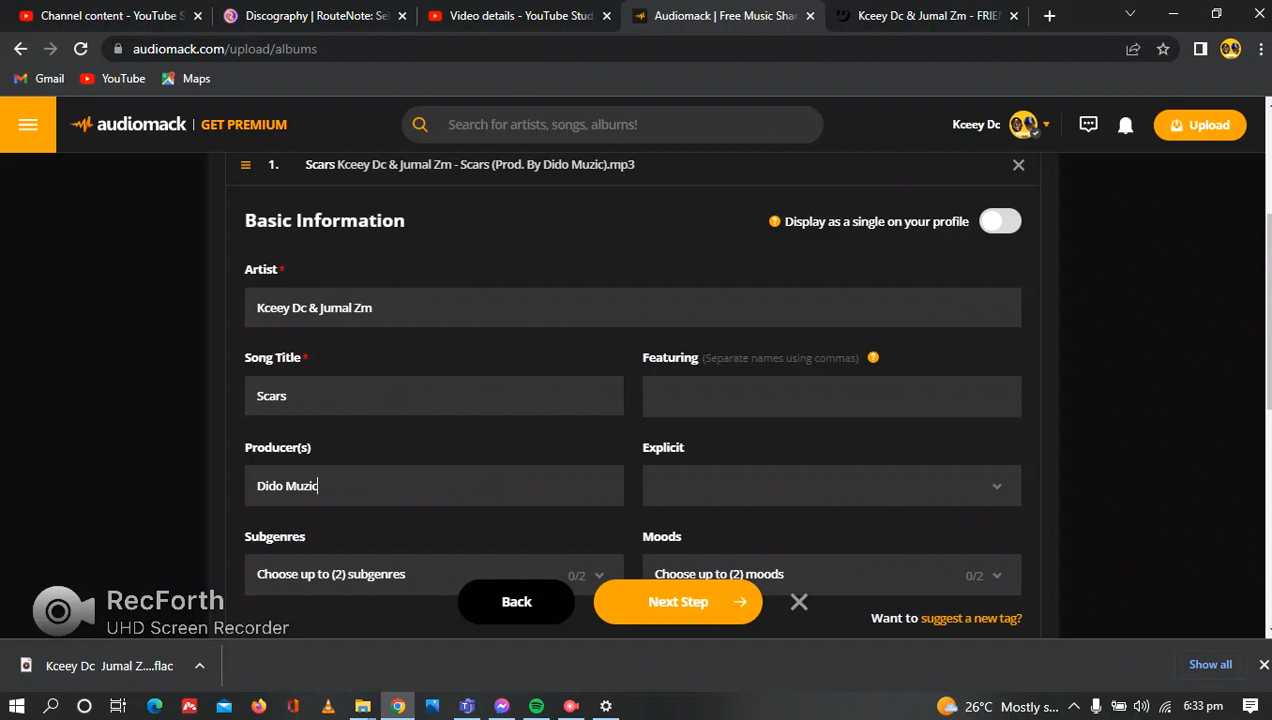 Channel content - YouTube S
Discography | RouteNote: Sel
Video details - YouTube Stud
Audiomack | Free Music Shar
Kceey Dc & Jumal Zm - FRIEN
audiomack.com/upload/albums
Gmail YouTube Maps
audiomack GET PREMIUM
Search for artists, songs, albums!
Kceey Dc
Upload
1. Scars Kceey Dc & Jumal Zm - Scars (Prod. By Dido Muzic).mp3
Basic Information
Display as a single on your profile
Artist *
Kceey Dc & Jumal Zm
Song Title *
Featuring (Separate names using commas)
Scars
Producer(s)
Explicit
Dido Muzic
Subgenres
Moods
Choose up to (2) subgenres 0/2
Choose up to (2) moods 0/2
Back
Next Step
Want to suggest a new tag?
RecForth
UHD Screen Recorder
Kceey Dc Jumal Z....flac
Show all
26°C Mostly s...
6:33 pm